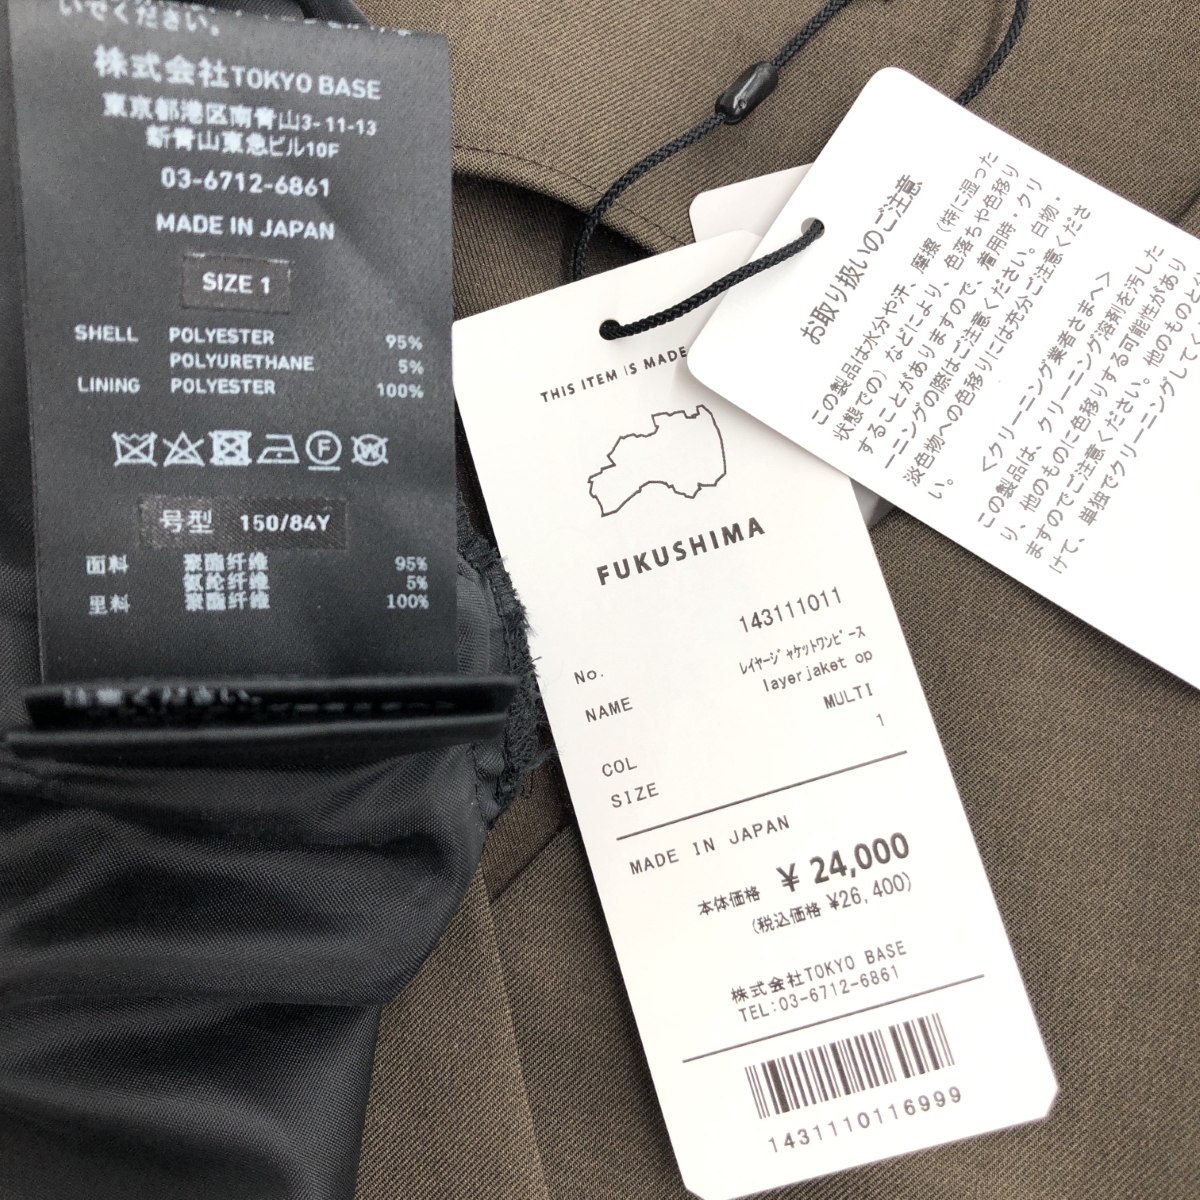 いでください。
株式会社TOKYO BASE
東京都港区南青山3-11-13
新青山東急ビル10F
03-6712-6861
MADE IN JAPAN
SIZE 1
SHELL POLYESTER 95%
POLYURETHANE 5%
LINING POLYESTER 100%
号型 150/84Y
面料 聚酯纤维 95%
氨纶纤维 5%
里料 聚酯纤维 100%
THIS ITEM IS MADE
FUKUSHIMA
No. 143111011
NAME レイヤージャケットワンピース
layerjaket op
COL MULTI
SIZE 1
MADE IN JAPAN
本体価格 ¥ 24,000
(税込価格 ¥26,400)
株式会社TOKYO BASE
TEL:03-6712-6861
1431110116999
お取り扱いのご注意
この製品は水分や汗、摩擦(特に湿った
状態での)などにより、色落ちや色移り
することがありますので、着用時・クリ
ーニングの際はご注意ください。白物・
淡色物への色移りには充分ご注意くださ
い。
<クリーニング業者さまへ>
この製品は、クリーニング溶剤を汚した
り、他のものに色移りする可能性があり
ますのでご注意ください。他のものと
けて、単独でクリーニングしてく